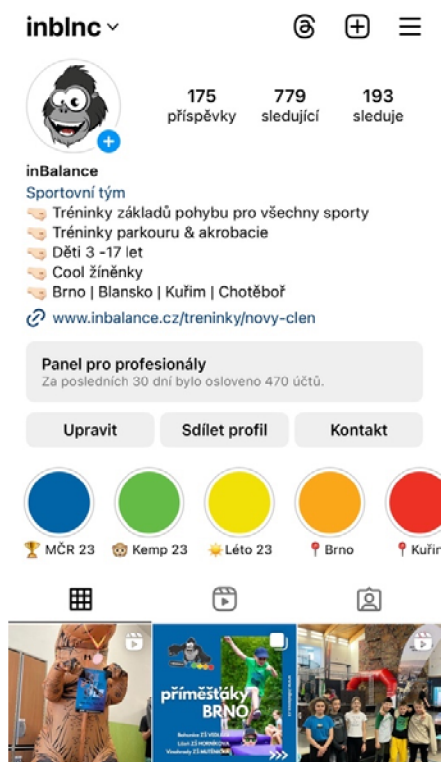 inblnc
175 779 193
příspěvky sledující sleduje
inBalance
Sportovní tým
🤜🏻 Tréninky základů pohybu pro všechny sporty
🤜🏻 Tréninky parkouru & akrobacie
🤜🏻 Děti 3 -17 let
🤜🏻 Cool žíněnky
🤜🏻 Brno | Blansko | Kuřim | Chotěboř
www.inbalance.cz/treninky/novy-clen
Panel pro profesionály
Za posledních 30 dní bylo osloveno 470 účtů.
Upravit Sdílet profil Kontakt
🏆 MČR 23 🐵 Kemp 23 ☀️ Léto 23 📍 Brno 📍 Kuřin
příměšťáky
BRNO